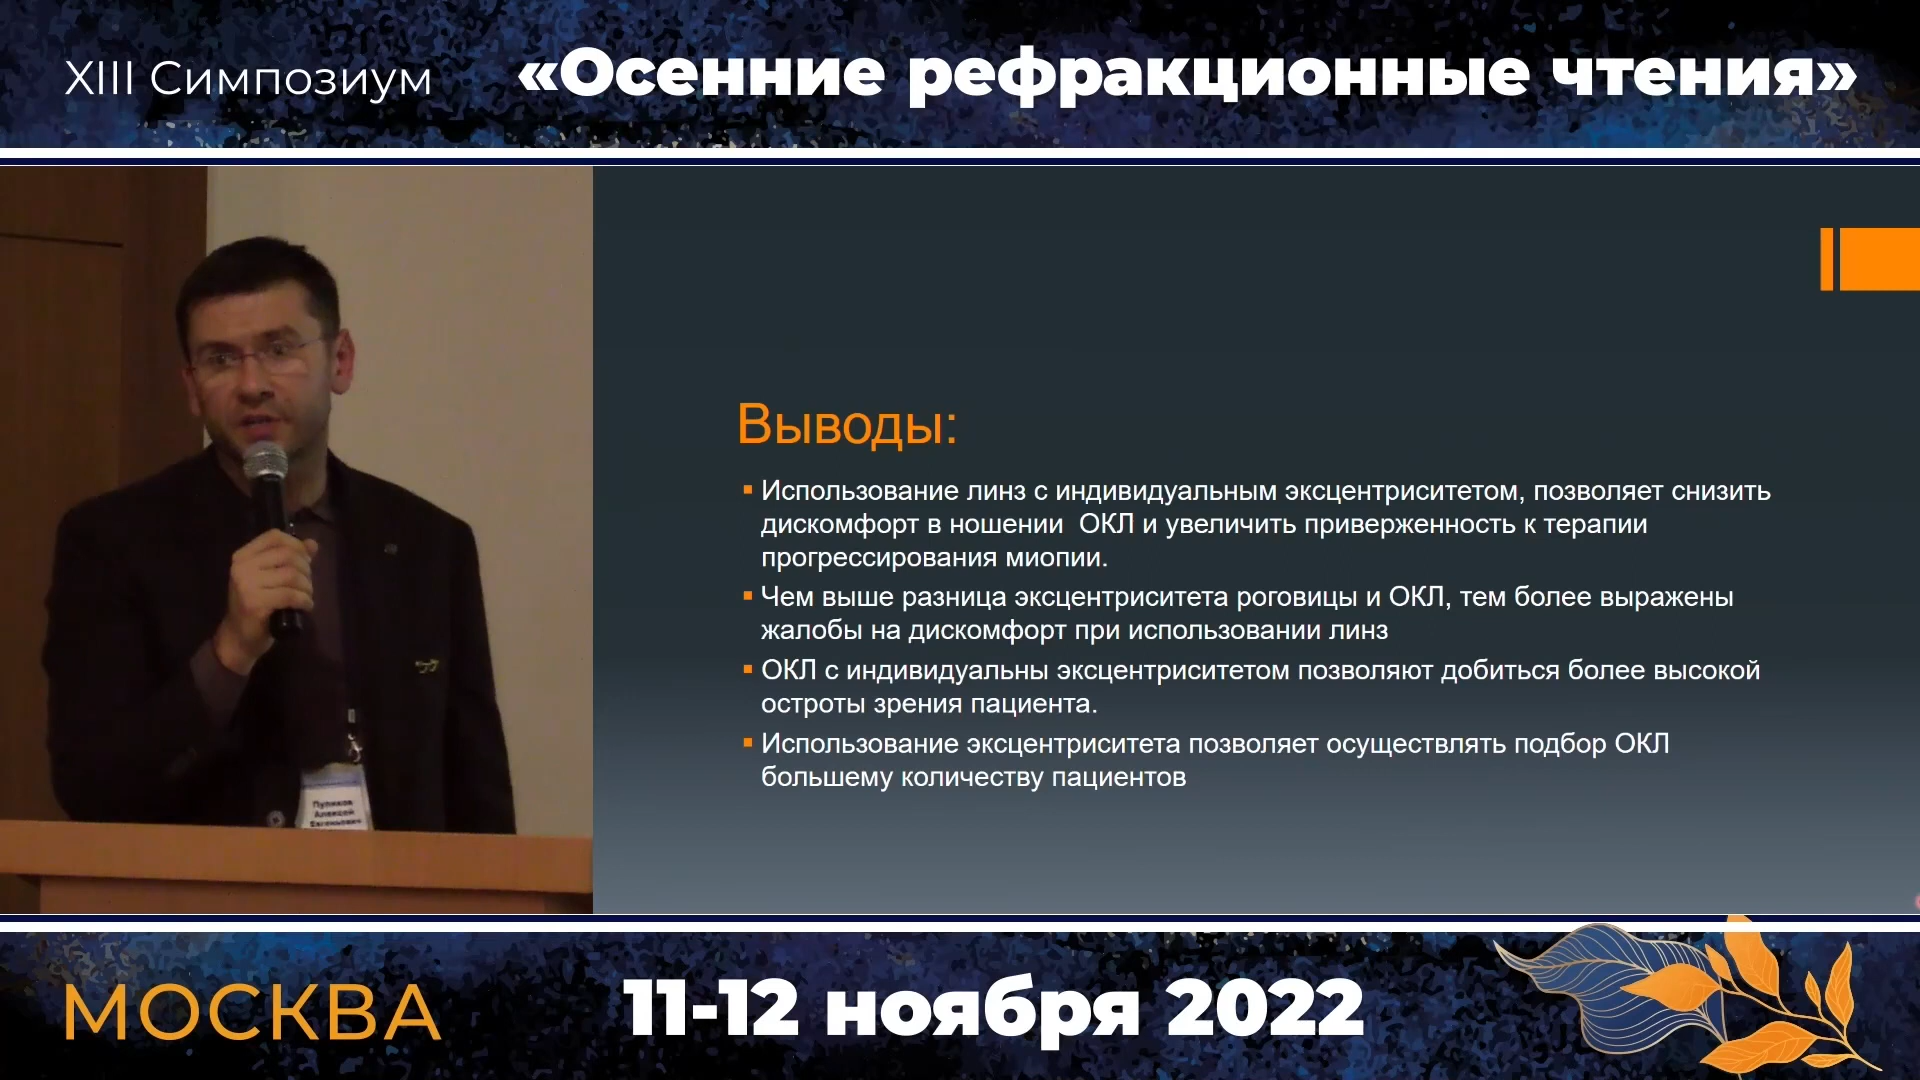 XIII Симпозиум «Осенние рефракционные чтения»
Выводы:
Использование линз с индивидуальным эксцентриситетом, позволяет снизить
дискомфорт в ношении ОКЛ и увеличить приверженность к терапии
прогрессирования миопии.
Чем выше разница эксцентриситета роговицы и ОКЛ, тем более выражены
жалобы на дискомфорт при использовании линз
ОКЛ с индивидуальны эксцентриситетом позволяют добиться более высокой
остроты зрения пациента.
Использование эксцентриситета позволяет осуществлять подбор ОКЛ
большему количеству пациентов
Алексей
Евгеньевич
МОСКВА 11-12 ноября 2022